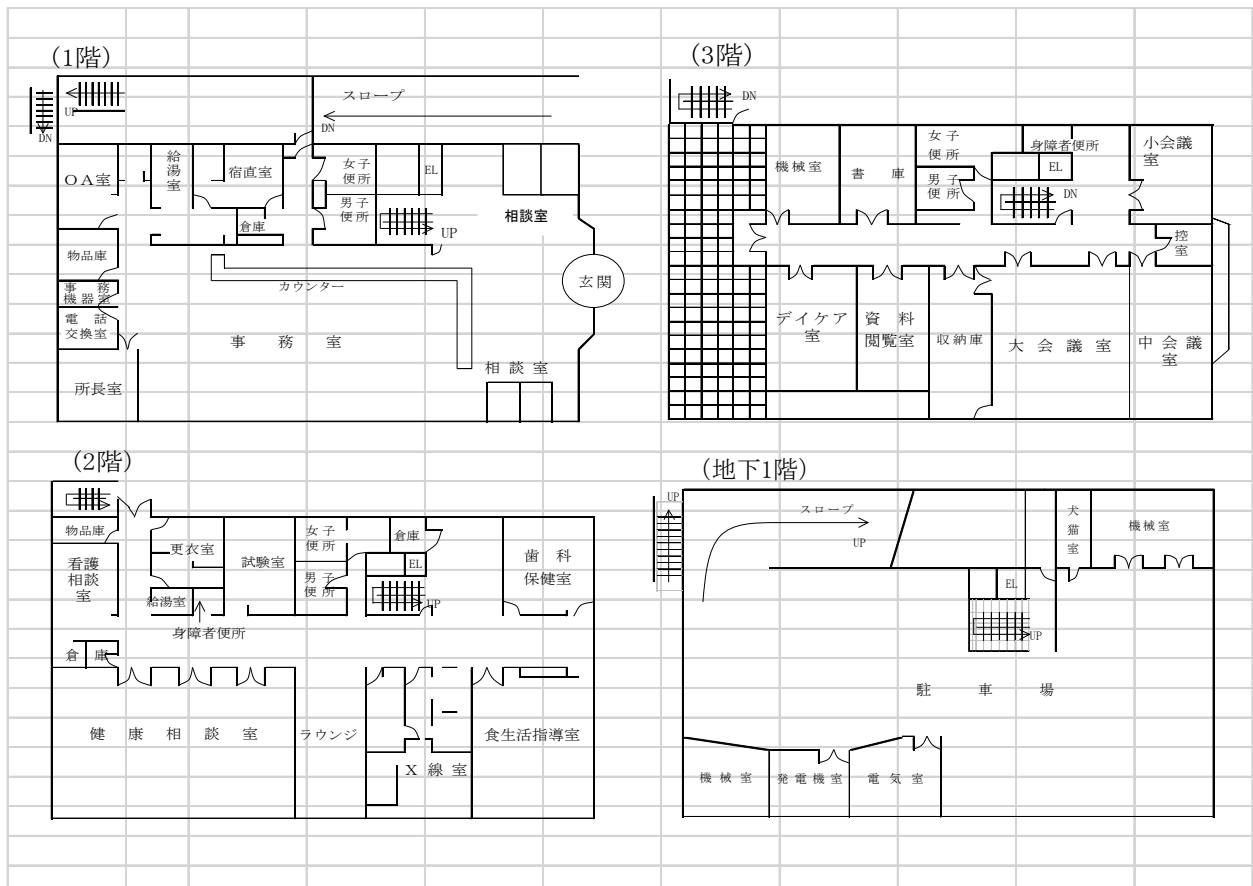 (1階)
スロープ
UP
DN
DN
OA室
給湯室
宿直室
女子
便所
EL
男子
便所
倉庫
相談室
UP
物品庫
事務
機器室
カウンター
玄関
電話
交換室
事務室
所長室
相談室
(3階)
DN
機械室
書庫
女子
便所
身障者便所
小会議
室
EL
男子
便所
DN
控
室
デイケア
室
資料
閲覧室
収納庫
大会議室
中会議
室
(2階)
物品庫
看護
相談
室
更衣室
試験室
女子
便所
倉庫
EL
男子
便所
歯科
保健室
給湯室
UP
身障者便所
倉庫
健康相談室
ラウンジ
X線室
食生活指導室
(地下1階)
UP
スロープ
UP
犬
猫
室
機械室
EL
UP
駐車場
機械室
発電機室
電気室